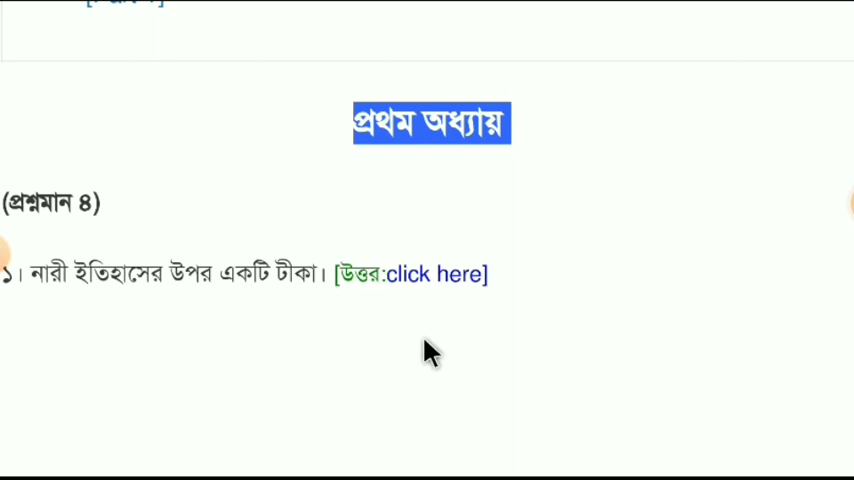 প্রথম অধ্যায়
(প্রশ্নমান ৪)
১। নারী ইতিহাসের উপর একটি টীকা। [উত্তর:click here]